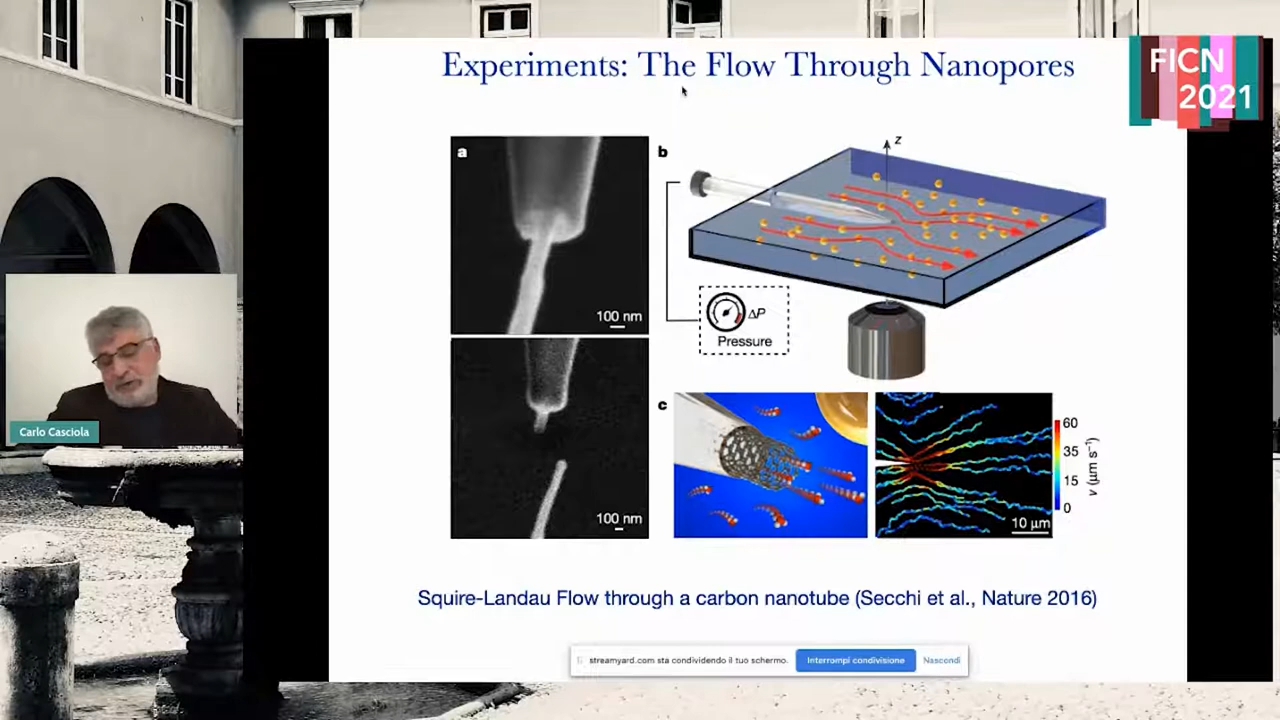 Experiments: The Flow Through Nanopores
FICN
2021
a
100 nm
100 nm
b
z
ΔP
Pressure
c
60
35
15
0
v (μm s⁻¹)
10 μm
Carlo Casciola
Squire-Landau Flow through a carbon nanotube (Secchi et al., Nature 2016)
streamyard.com sta condividendo il tuo schermo.
Interrompi condivisione
Nascondi